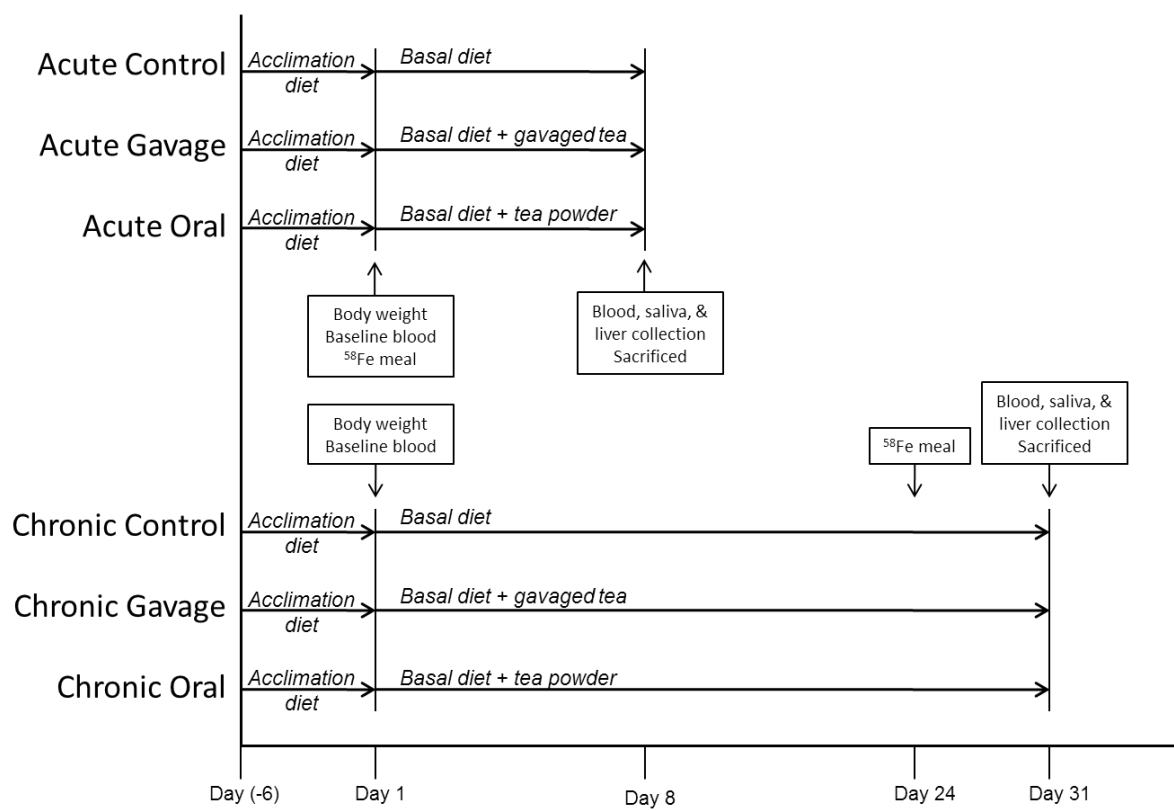 Acute Control
Acclimation
diet
Basal diet
Acute Gavage
Acclimation
diet
Basal diet + gavaged tea
Acute Oral
Acclimation
diet
Basal diet + tea powder
Body weight
Baseline blood
⁵⁸Fe meal
Blood, saliva, &
liver collection
Sacrificed
Body weight
Baseline blood
⁵⁸Fe meal
Blood, saliva, &
liver collection
Sacrificed
Chronic Control
Acclimation
diet
Basal diet
Chronic Gavage
Acclimation
diet
Basal diet + gavaged tea
Chronic Oral
Acclimation
diet
Basal diet + tea powder
Day (-6)
Day 1
Day 8
Day 24
Day 31